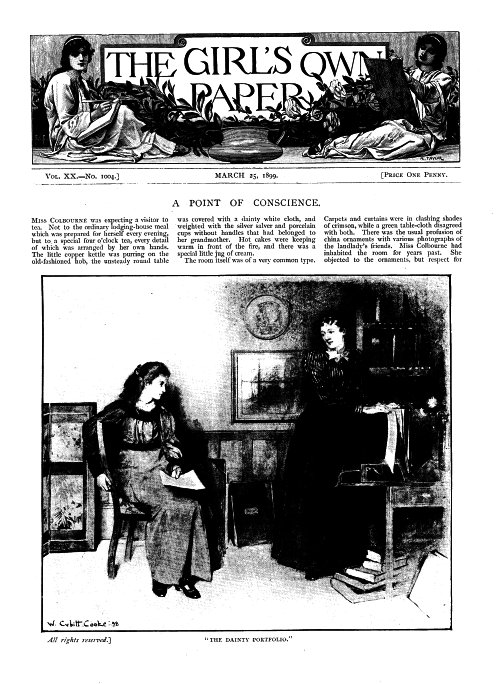 THE GIRL'S OWN
PAPER
A. TAYLOR.
VOL. XX.—No. 1004.]
MARCH 25, 1899.
[PRICE ONE PENNY.
A POINT OF CONSCIENCE.
MISS COLBOURNE was expecting a visitor to
tea. Not to the ordinary lodging-house meal
which was prepared for herself every evening,
but to a special four o'clock tea, every detail
of which was arranged by her own hands.
The little copper kettle was purring on the
old-fashioned hob, the unsteady round table
was covered with a dainty white cloth, and
weighted with the silver salver and porcelain
cups without handles that had belonged to
her grandmother. Hot cakes were keeping
warm in front of the fire, and there was a
special little jug of cream.
The room itself was of a very common type.
Carpets and curtains were in clashing shades
of crimson, while a green table-cloth disagreed
with both. There was the usual profusion of
china ornaments with various photographs of
the landlady's friends. Miss Colbourne had
inhabited the room for years past. She
objected to the ornaments, but respect for
W. Cubitt Cooke : 98
All rights reserved.]
"THE DAINTY PORTFOLIO."